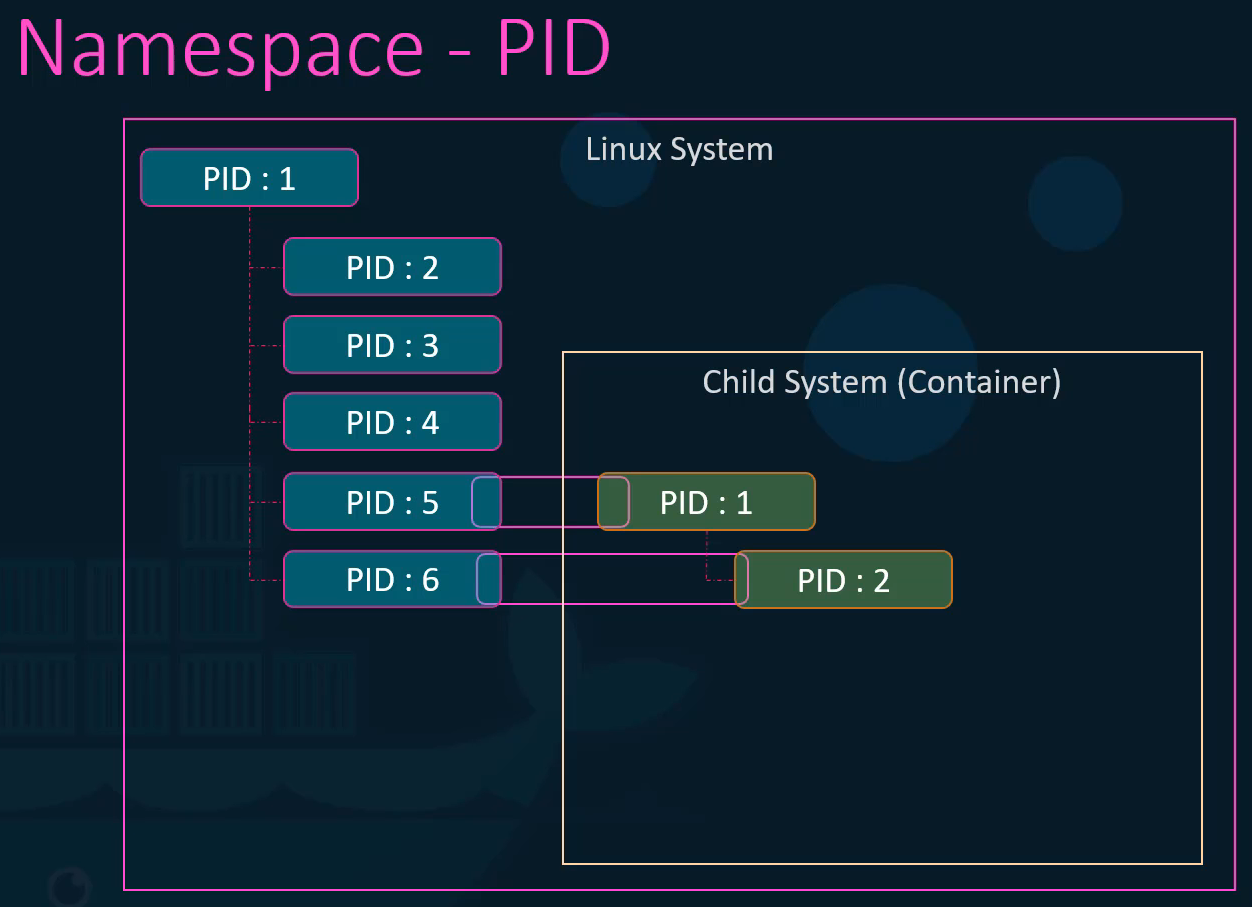 Namespace - PID
Linux System
PID : 1
PID : 2
PID : 3
Child System (Container)
PID : 4
PID : 5
PID : 1
PID : 6
PID : 2